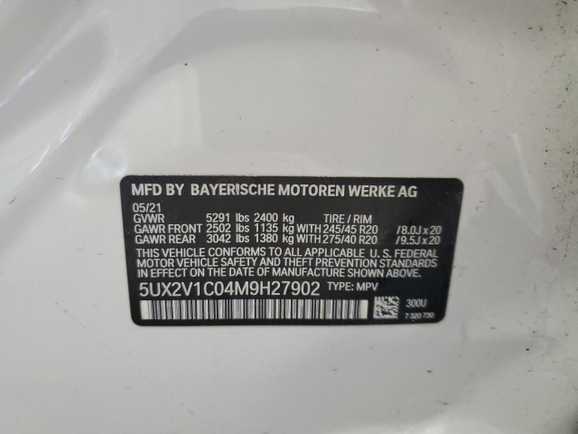 MFD BY BAYERISCHE MOTOREN WERKE AG
05/21
GVWR 5291 lbs 2400 kg TIRE / RIM
GAWR FRONT 2502 lbs 1135 kg WITH 245/45 R20 /8.0J x 20
GAWR REAR 3042 lbs 1380 kg WITH 275/40 R20 /9.5J x 20
THIS VEHICLE CONFORMS TO ALL APPLICABLE U. S. FEDERAL
MOTOR VEHICLE SAFETY AND THEFT PREVENTION STANDARDS
IN EFFECT ON THE DATE OF MANUFACTURE SHOWN ABOVE.
5UX2V1C04M9H27902 TYPE: MPV
300U
7 320 730